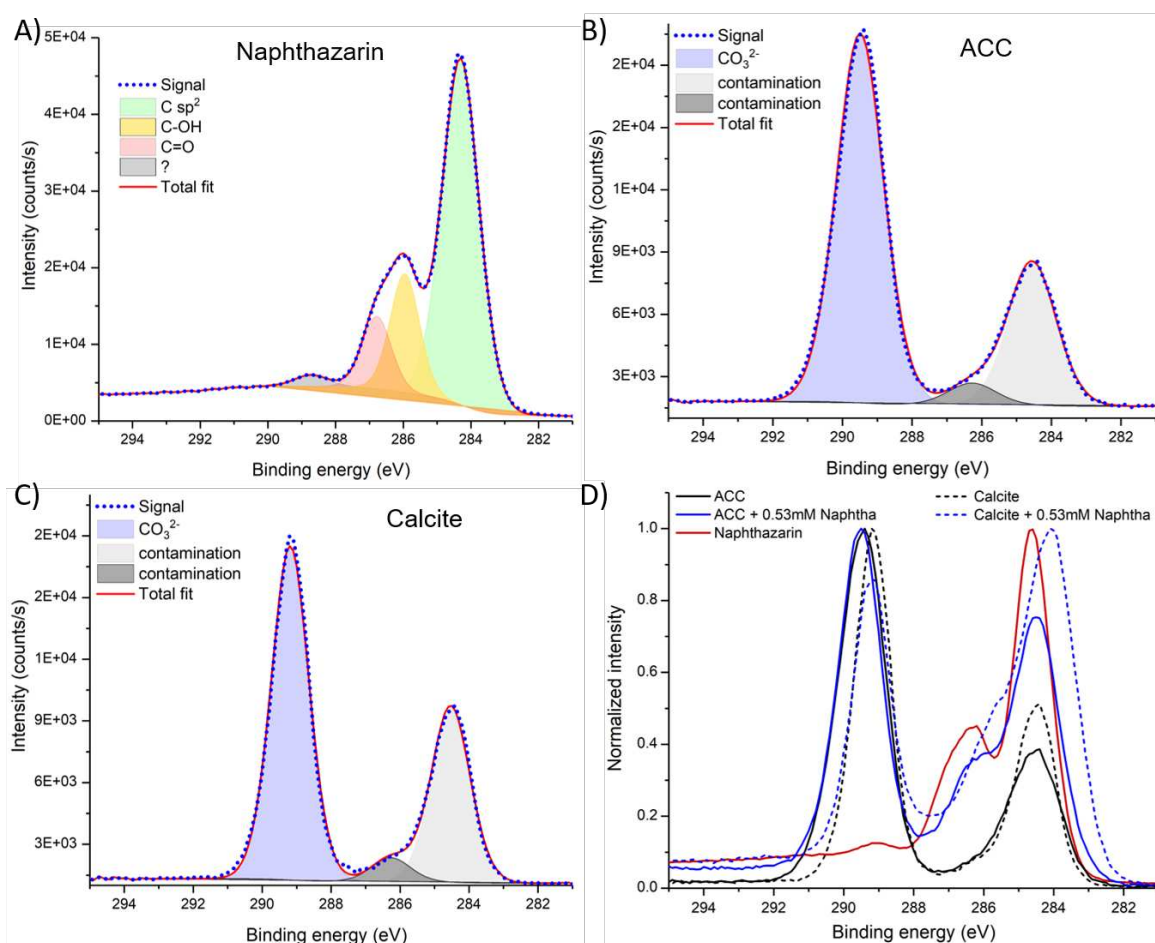 A)
Naphthazarin
Signal
C sp²
C-OH
C=O
?
Total fit
5E+04
4E+04
3E+04
2E+04
1E+04
0E+00
Intensity (counts/s)
294 292 290 288 286 284 282
Binding energy (eV)
B)
ACC
Signal
CO₃²⁻
contamination
contamination
Total fit
2E+04
2E+04
1E+04
9E+03
6E+03
3E+03
Intensity (counts/s)
294 292 290 288 286 284 282
Binding energy (eV)
C)
Calcite
Signal
CO₃²⁻
contamination
contamination
Total fit
2E+04
2E+04
1E+04
9E+03
6E+03
3E+03
Intensity (counts/s)
294 292 290 288 286 284 282
Binding energy (eV)
D)
ACC
ACC + 0.53mM Naphtha
Naphthazarin
Calcite
Calcite + 0.53mM Naphtha
1.0
0.8
0.6
0.4
0.2
0.0
Normalized intensity
294 292 290 288 286 284 282
Binding energy (eV)